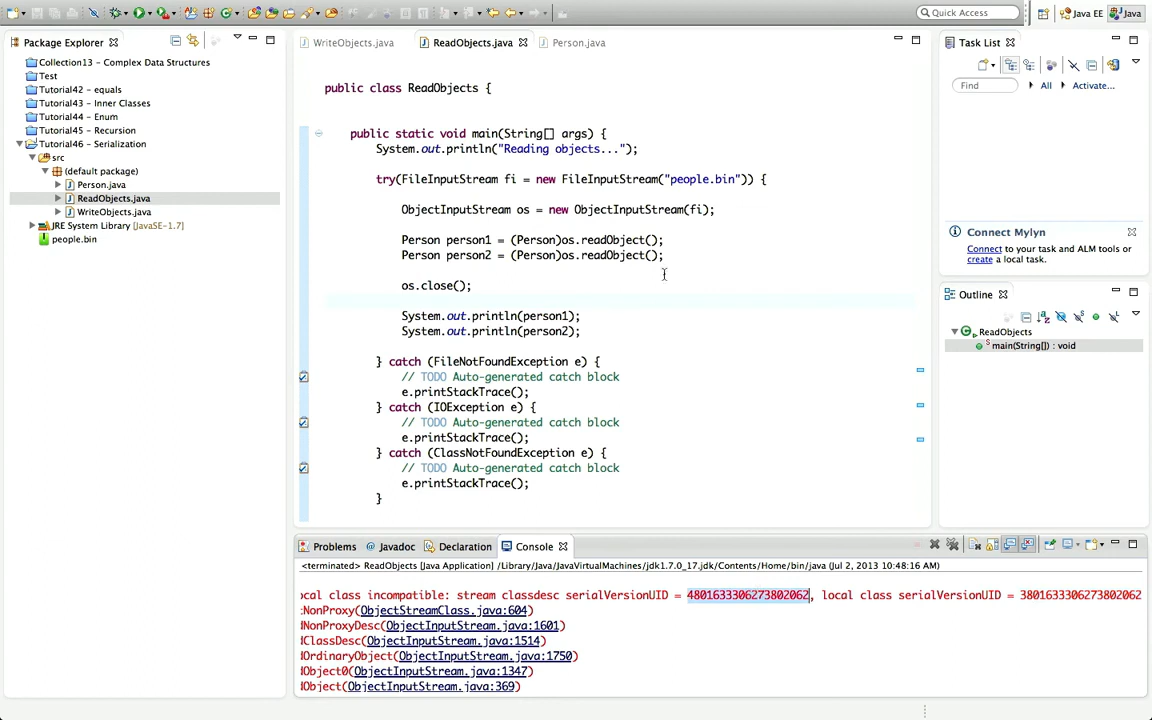 Quick Access
Java EE
Java
Package Explorer
Collection13 - Complex Data Structures
Test
Tutorial42 - equals
Tutorial43 - Inner Classes
Tutorial44 - Enum
Tutorial45 - Recursion
Tutorial46 - Serialization
src
(default package)
Person.java
ReadObjects.java
WriteObjects.java
JRE System Library [JavaSE-1.7]
people.bin
WriteObjects.java
ReadObjects.java
Person.java
public class ReadObjects {
public static void main(String[] args) {
System.out.println("Reading objects...");
try(FileInputStream fi = new FileInputStream("people.bin")) {
ObjectInputStream os = new ObjectInputStream(fi);
Person person1 = (Person)os.readObject();
Person person2 = (Person)os.readObject();
os.close();
System.out.println(person1);
System.out.println(person2);
} catch (FileNotFoundException e) {
// TODO Auto-generated catch block
e.printStackTrace();
} catch (IOException e) {
// TODO Auto-generated catch block
e.printStackTrace();
} catch (ClassNotFoundException e) {
// TODO Auto-generated catch block
e.printStackTrace();
}
Task List
Find
All
Activate...
Connect Mylyn
Connect to your task and ALM tools or
create a local task.
Outline
ReadObjects
main(String[]) : void
Problems
Javadoc
Declaration
Console
<terminated> ReadObjects [Java Application] /Library/Java/JavaVirtualMachines/jdk1.7.0_17.jdk/Contents/Home/bin/java (Jul 2, 2013 10:48:16 AM)
ocal class incompatible: stream classdesc serialVersionUID = 4801633306273802062, local class serialVersionUID = 3801633306273802062
NonProxy(ObjectStreamClass.java:604)
NonProxyDesc(ObjectInputStream.java:1601)
ClassDesc(ObjectInputStream.java:1514)
OrdinaryObject(ObjectInputStream.java:1750)
Object0(ObjectInputStream.java:1347)
Object(ObjectInputStream.java:369)